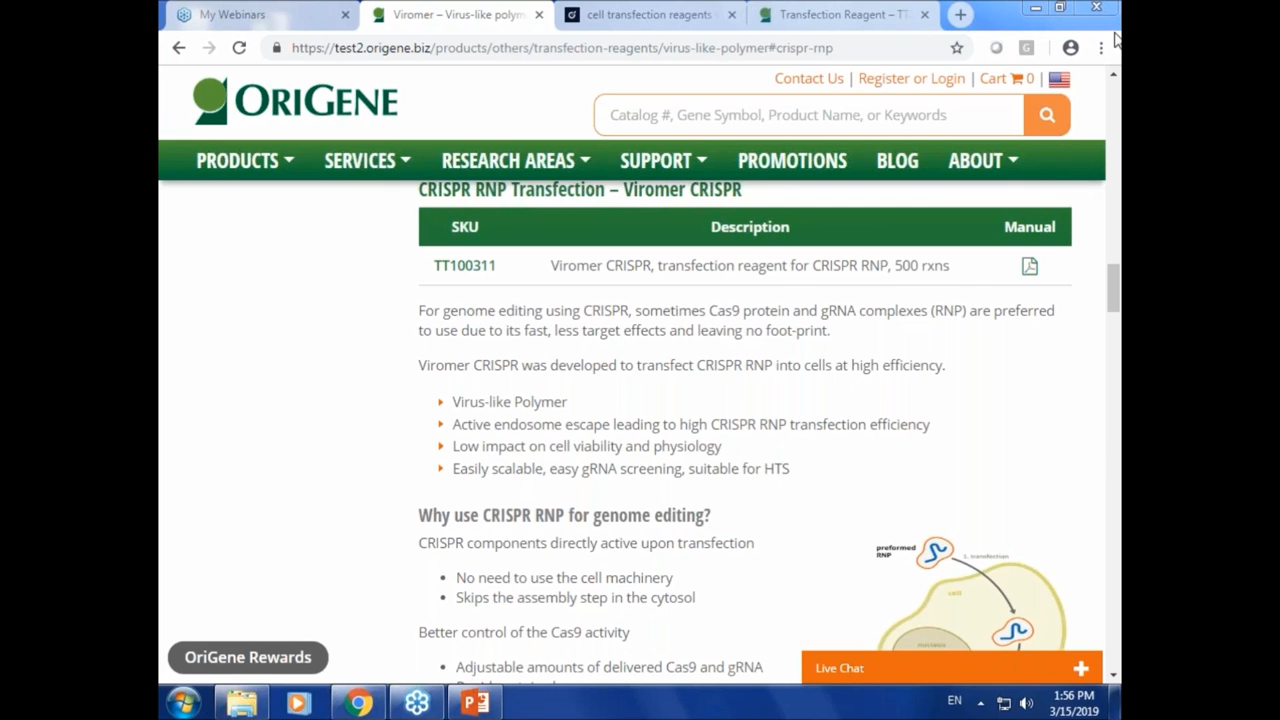 My Webinars
Viromer – Virus-like polym
cell transfection reagents
Transfection Reagent – T
https://test2.origene.biz/products/others/transfection-reagents/virus-like-polymer#crispr-rnp
Contact Us | Register or Login | Cart 0 |
ORIGENE
Catalog #, Gene Symbol, Product Name, or Keywords
PRODUCTS SERVICES RESEARCH AREAS SUPPORT PROMOTIONS BLOG ABOUT
CRISPR RNP Transfection – Viromer CRISPR
SKU Description Manual
TT100311 Viromer CRISPR, transfection reagent for CRISPR RNP, 500 rxns
For genome editing using CRISPR, sometimes Cas9 protein and gRNA complexes (RNP) are preferred
to use due to its fast, less target effects and leaving no foot-print.
Viromer CRISPR was developed to transfect CRISPR RNP into cells at high efficiency.
Virus-like Polymer
Active endosome escape leading to high CRISPR RNP transfection efficiency
Low impact on cell viability and physiology
Easily scalable, easy gRNA screening, suitable for HTS
Why use CRISPR RNP for genome editing?
CRISPR components directly active upon transfection
No need to use the cell machinery
Skips the assembly step in the cytosol
Better control of the Cas9 activity
Adjustable amounts of delivered Cas9 and gRNA
preformed
RNP
1. transfection
cell
nucleus
OriGene Rewards
Live Chat +
EN
1:56 PM
3/15/2019